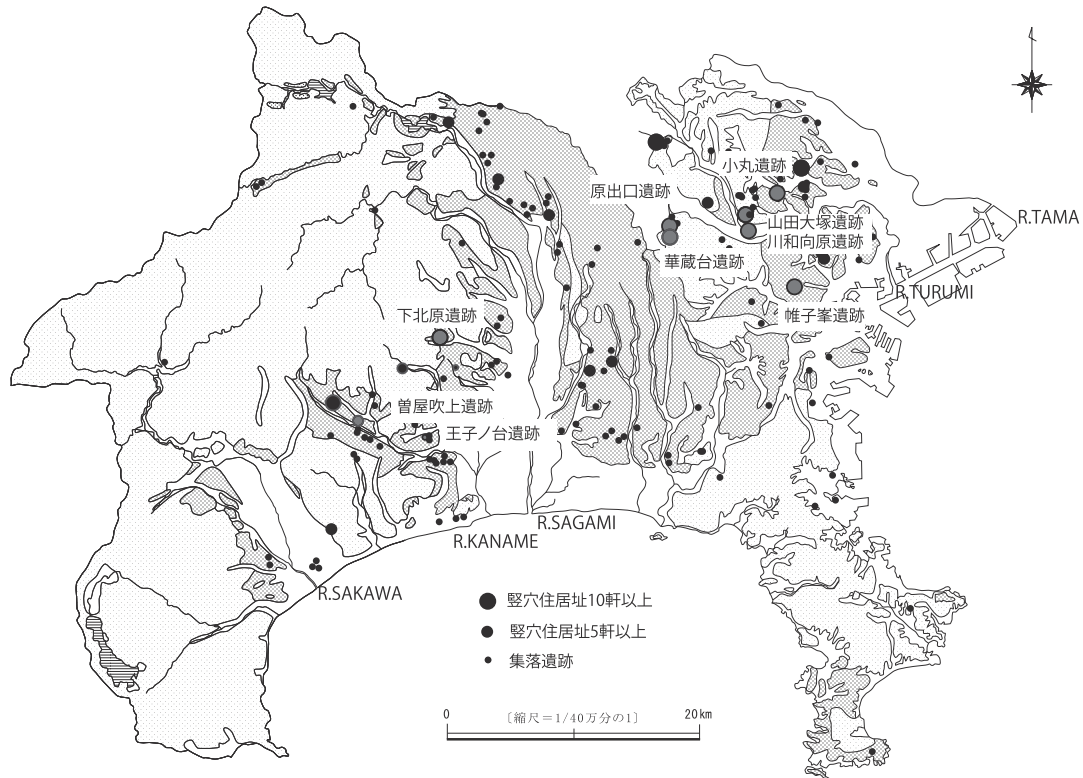 小丸遺跡
原出口遺跡
R.TAMA
山田大塚遺跡
川和向原遺跡
華蔵台遺跡
R.TURUMI
下北原遺跡
帷子峯遺跡
曽屋吹上遺跡
王子ノ台遺跡
R.SAGAMI
R.KANAME
R.SAKAWA
竪穴住居址10軒以上
竪穴住居址5軒以上
集落遺跡
0 〔縮尺＝1/40万分の1〕 20km